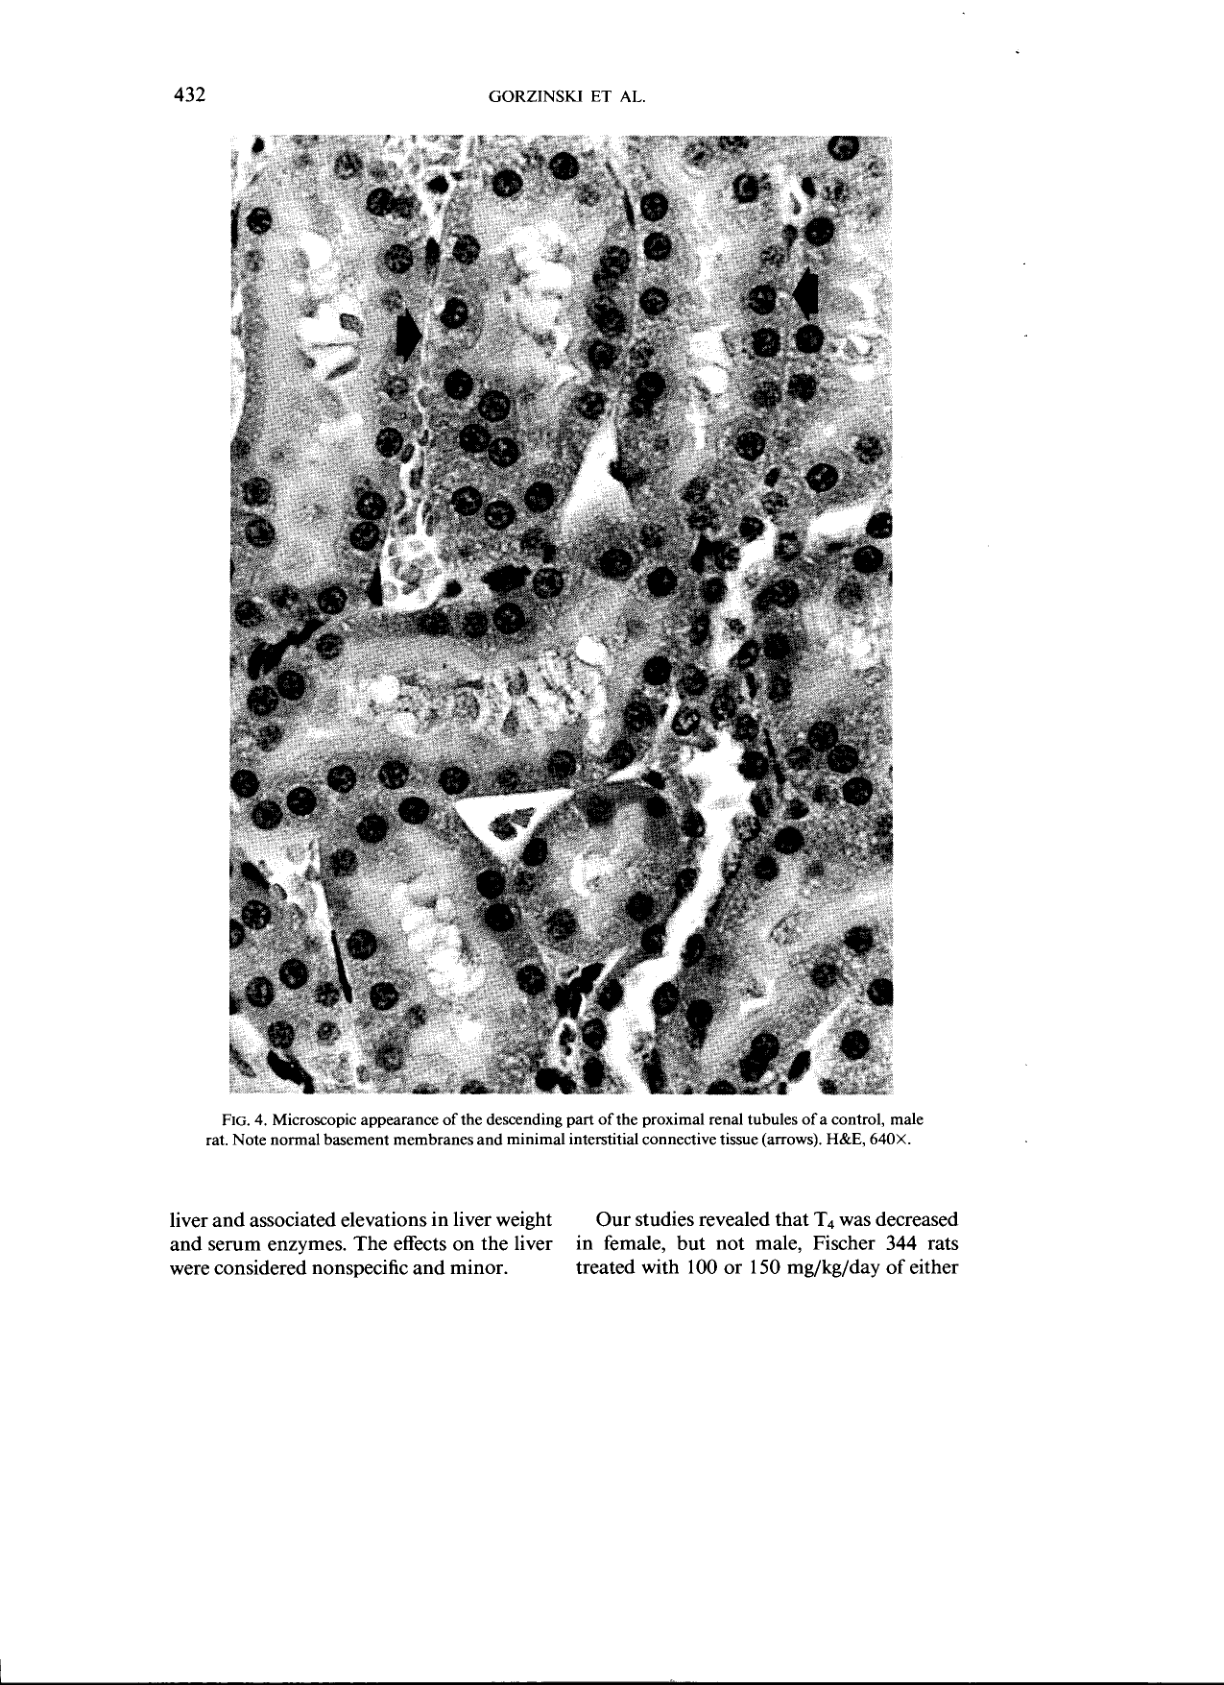 432
GORZINSKI ET AL.
FIG. 4. Microscopic appearance of the descending part of the proximal renal tubules of a control, male
rat. Note normal basement membranes and minimal interstitial connective tissue (arrows). H&E, 640×.
liver and associated elevations in liver weight
and serum enzymes. The effects on the liver
were considered nonspecific and minor.
Our studies revealed that T₄ was decreased
in female, but not male, Fischer 344 rats
treated with 100 or 150 mg/kg/day of either